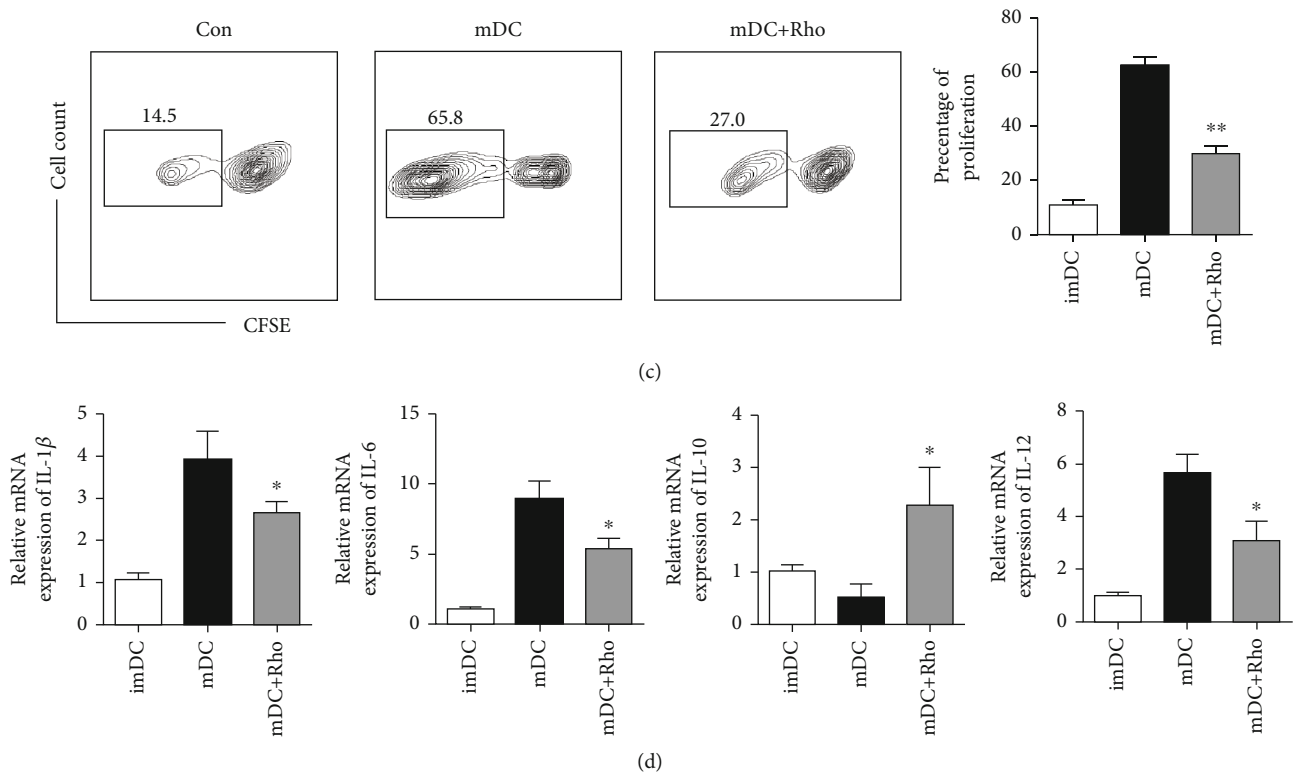 Con
mDC
mDC+Rho
Cell count
14.5
65.8
27.0
CFSE
Precentage of
proliferation
80
60
40
20
0
imDC
mDC
mDC+Rho
**
(c)
Relative mRNA
expression of IL-1β
5
4
3
2
1
0
*
imDC
mDC
mDC+Rho
Relative mRNA
expression of IL-6
15
10
5
0
*
imDC
mDC
mDC+Rho
Relative mRNA
expression of IL-10
4
3
2
1
0
*
imDC
mDC
mDC+Rho
Relative mRNA
expression of IL-12
8
6
4
2
0
*
imDC
mDC
mDC+Rho
(d)